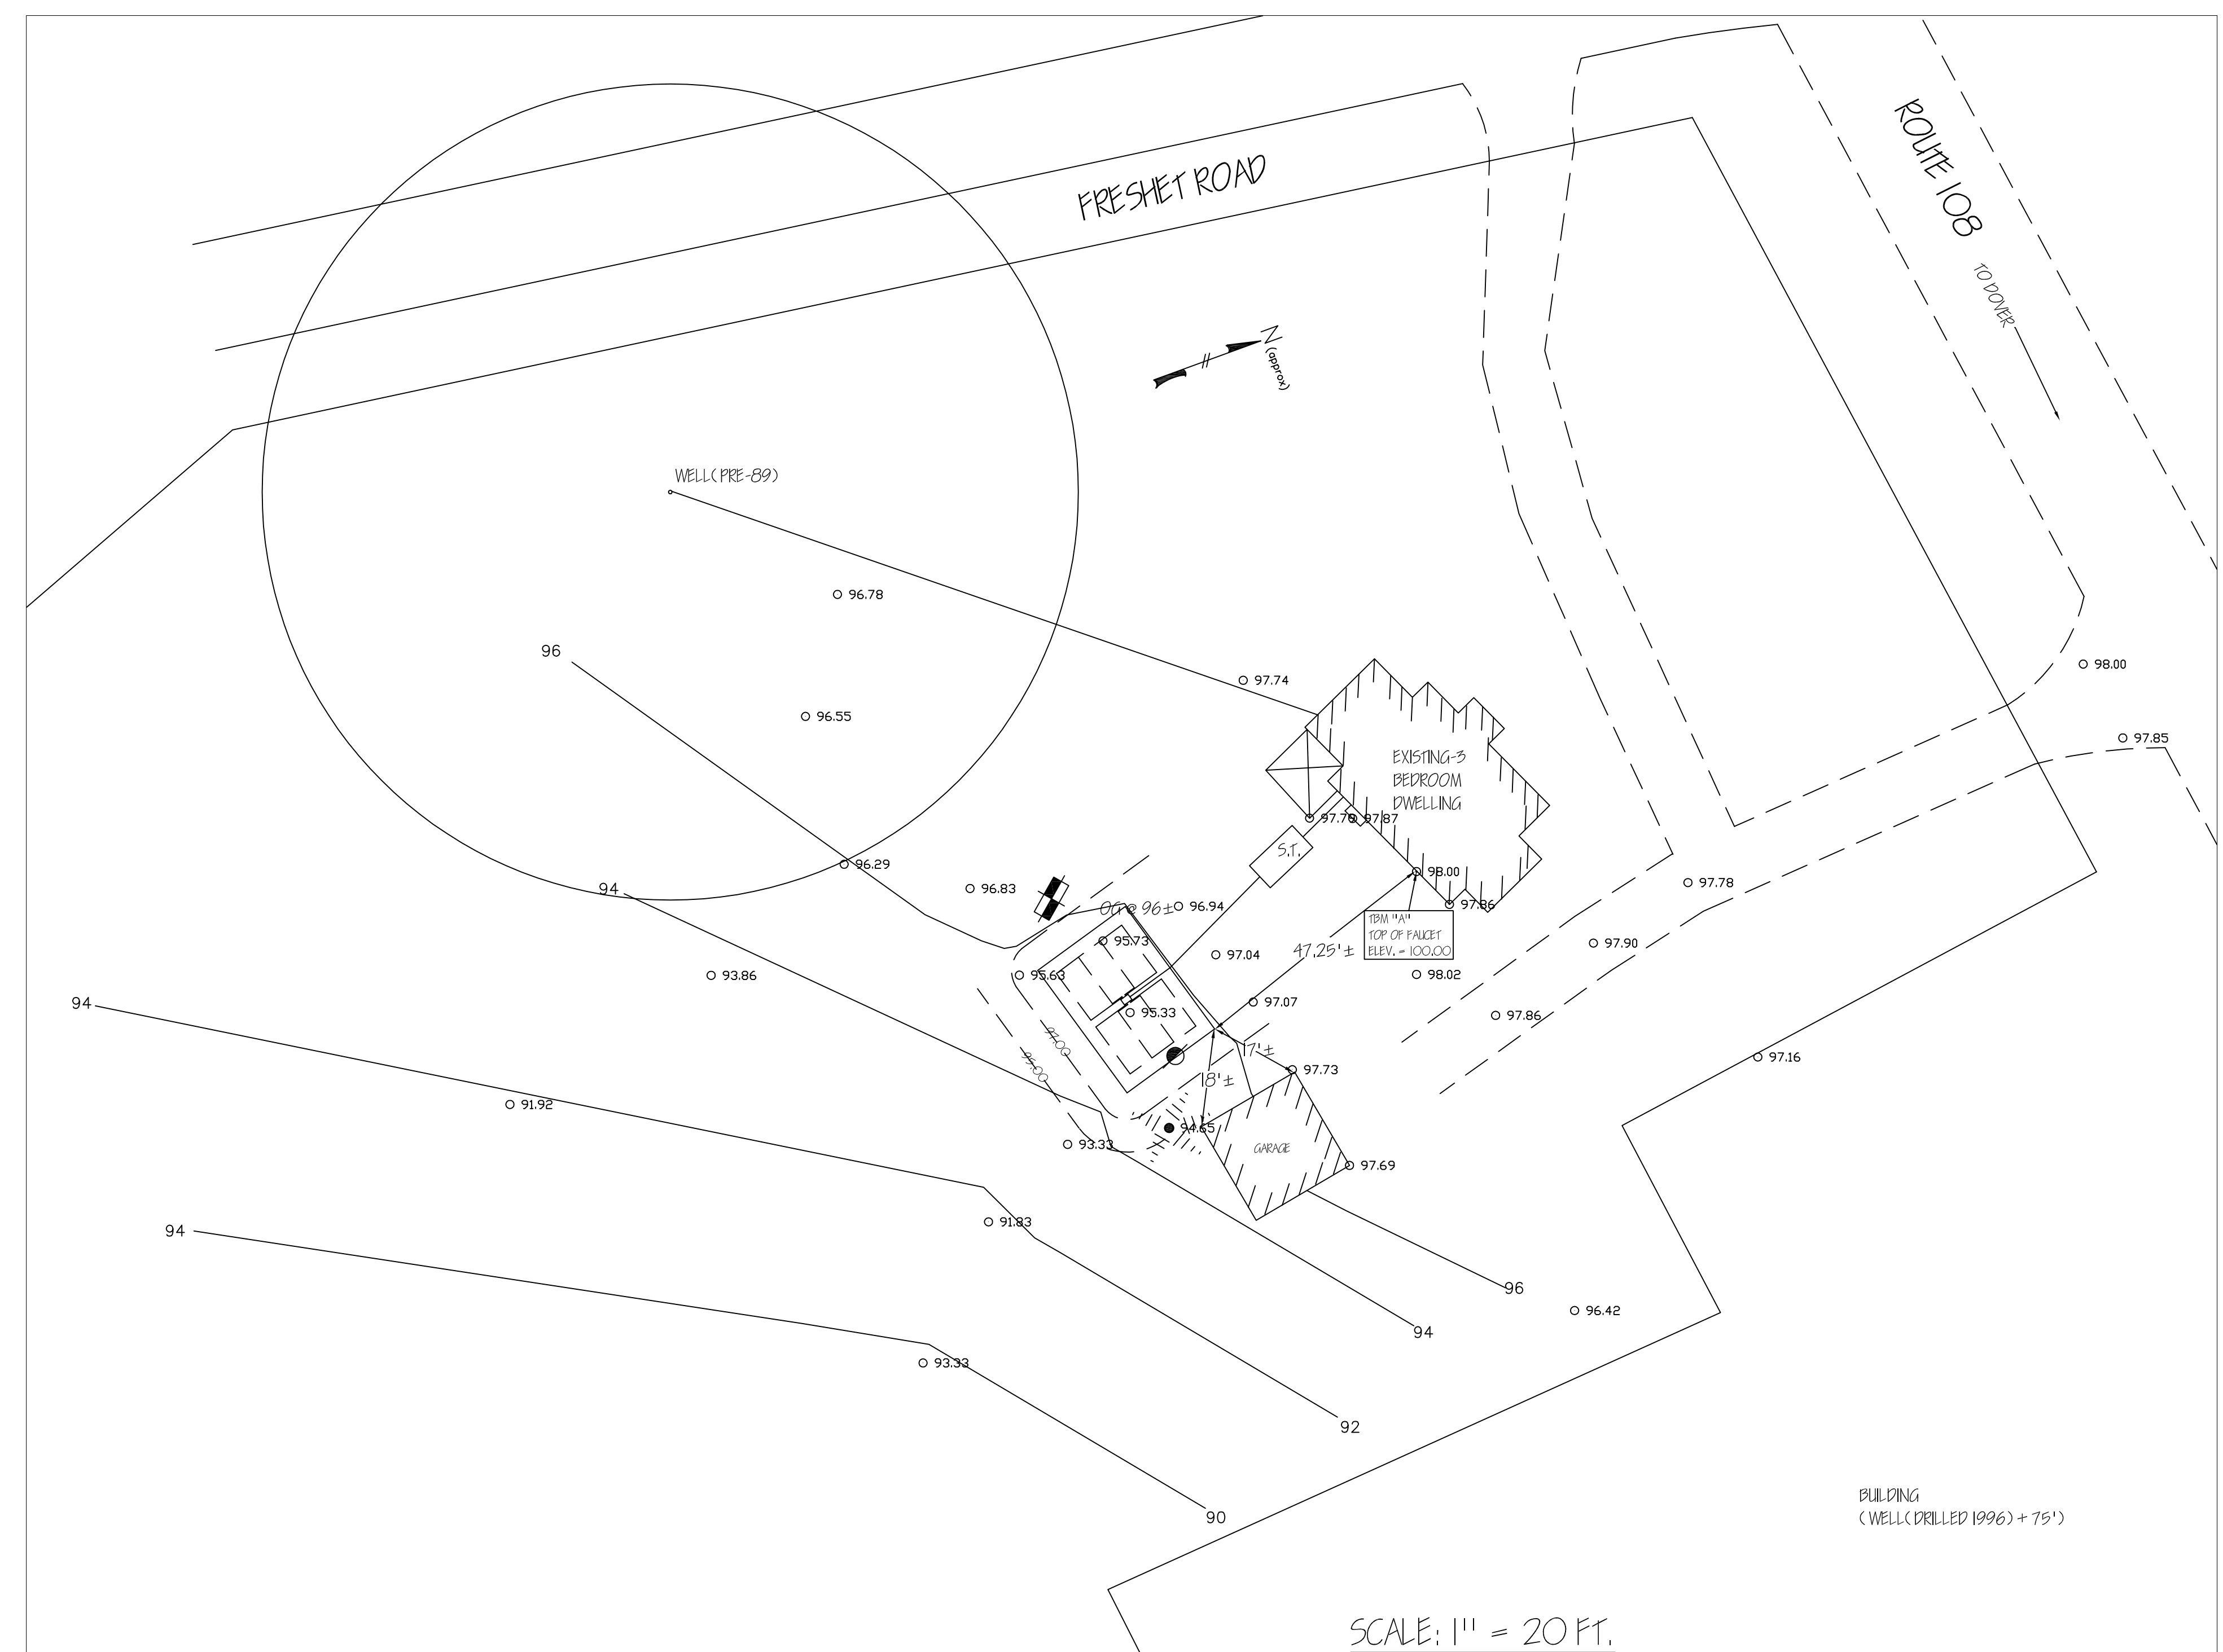 ROUTE 108
FRESHET ROAD
TO DOVER
N
(approx)
WELL(PRE-89)
96.78
96
98.00
97.74
96.55
97.85
EXISTING-3
BEDROOM
DWELLING
97.87
S.T.
96.29
98.00
97.78
94
96.83
OG @ 96±
96.94
97.86
TBM "A"
TOP OF FAUCET
ELEV. = 100.00
95.73
97.90
47.25'±
97.04
93.86
95.63
98.02
94
97.07
95.33
97.86
97.00
17'±
95.00
97.16
97.73
18'±
91.92
94.65
93.33
GARAGE
97.69
91.83
94
96
96.42
94
93.33
92
BUILDING
(WELL(DRILLED 1996) + 75')
90
SCALE: 1" = 20 FT.